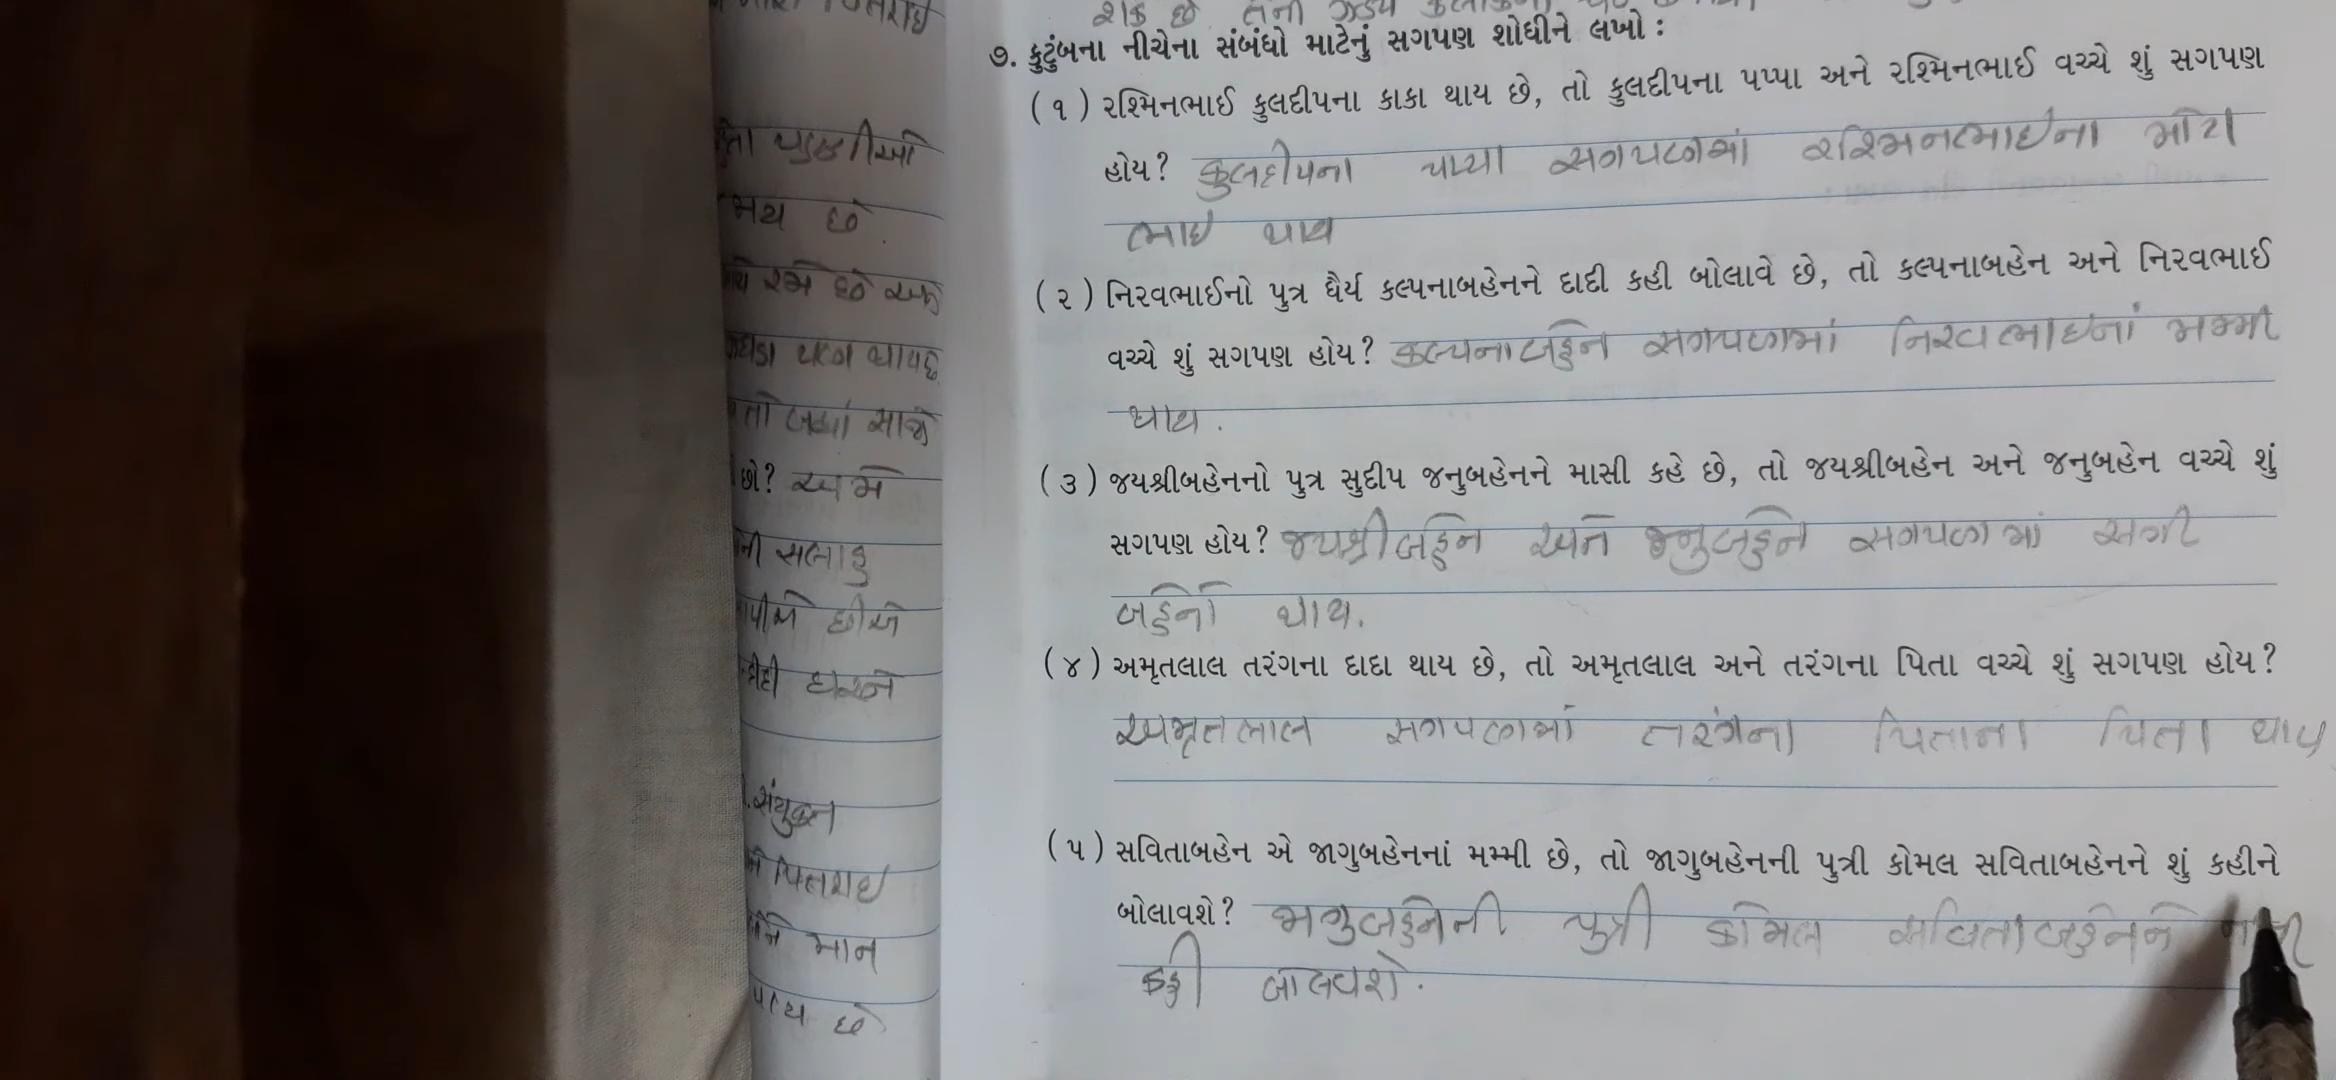 ૭. કુટુંબના નીચેના સંબંધો માટેનું સગપણ શોધીને લખો :
(૧) રશ્મિનભાઈ કુલદીપના કાકા થાય છે, તો કુલદીપના પપ્પા અને રશ્મિનભાઈ વચ્ચે શું સગપણ
હોય? કુલદીપના પપ્પા સગપણમાં રશ્મિનભાઈના મોટા
ભાઈ થાય
(૨) નિરવભાઈનો પુત્ર ધૈર્ય કલ્પનાબહેનને દાદી કહી બોલાવે છે, તો કલ્પનાબહેન અને નિરવભાઈ
વચ્ચે શું સગપણ હોય? કલ્પનાબહેન સગપણમાં નિરવભાઈનાં મમ્મી
થાય.
(૩) જયશ્રીબહેનનો પુત્ર સુદીપ જનુબહેનને માસી કહે છે, તો જયશ્રીબહેન અને જનુબહેન વચ્ચે શું
સગપણ હોય? જયશ્રીબહેન અને જનુબહેન સગપણમાં સગી
બહેનો થાય.
(૪) અમૃતલાલ તરંગના દાદા થાય છે, તો અમૃતલાલ અને તરંગના પિતા વચ્ચે શું સગપણ હોય?
અમૃતલાલ સગપણમાં તરંગના પિતાના પિતા થાય
(૫) સવિતાબહેન એ જાગુબહેનનાં મમ્મી છે, તો જાગુબહેનની પુત્રી કોમલ સવિતાબહેનને શું કહીને
બોલાવશે? જાગુબહેનની પુત્રી કોમલ સવિતાબહેનને
કહી બોલાવશે.
છે
છો? અમે
સલાહ
છીએ
સંયુક્ત
માન
છે